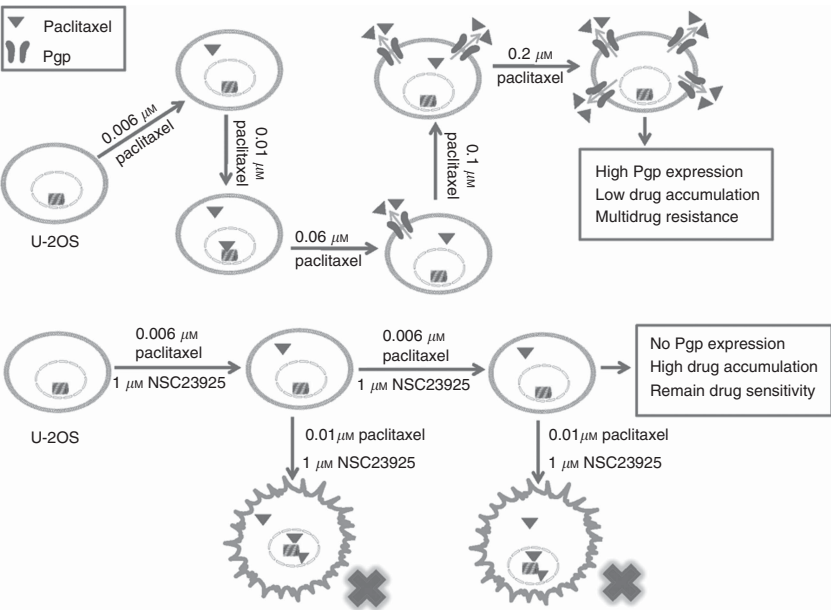 Paclitaxel
Pgp
0.006 μM
paclitaxel
0.01 μM
paclitaxel
0.06 μM
paclitaxel
0.1 μM
paclitaxel
0.2 μM
paclitaxel
U-2OS
High Pgp expression
Low drug accumulation
Multidrug resistance
0.006 μM
paclitaxel
1 μM NSC23925
0.006 μM
paclitaxel
1 μM NSC23925
U-2OS
No Pgp expression
High drug accumulation
Remain drug sensitivity
0.01μM paclitaxel
1 μM NSC23925
0.01μM paclitaxel
1 μM NSC23925